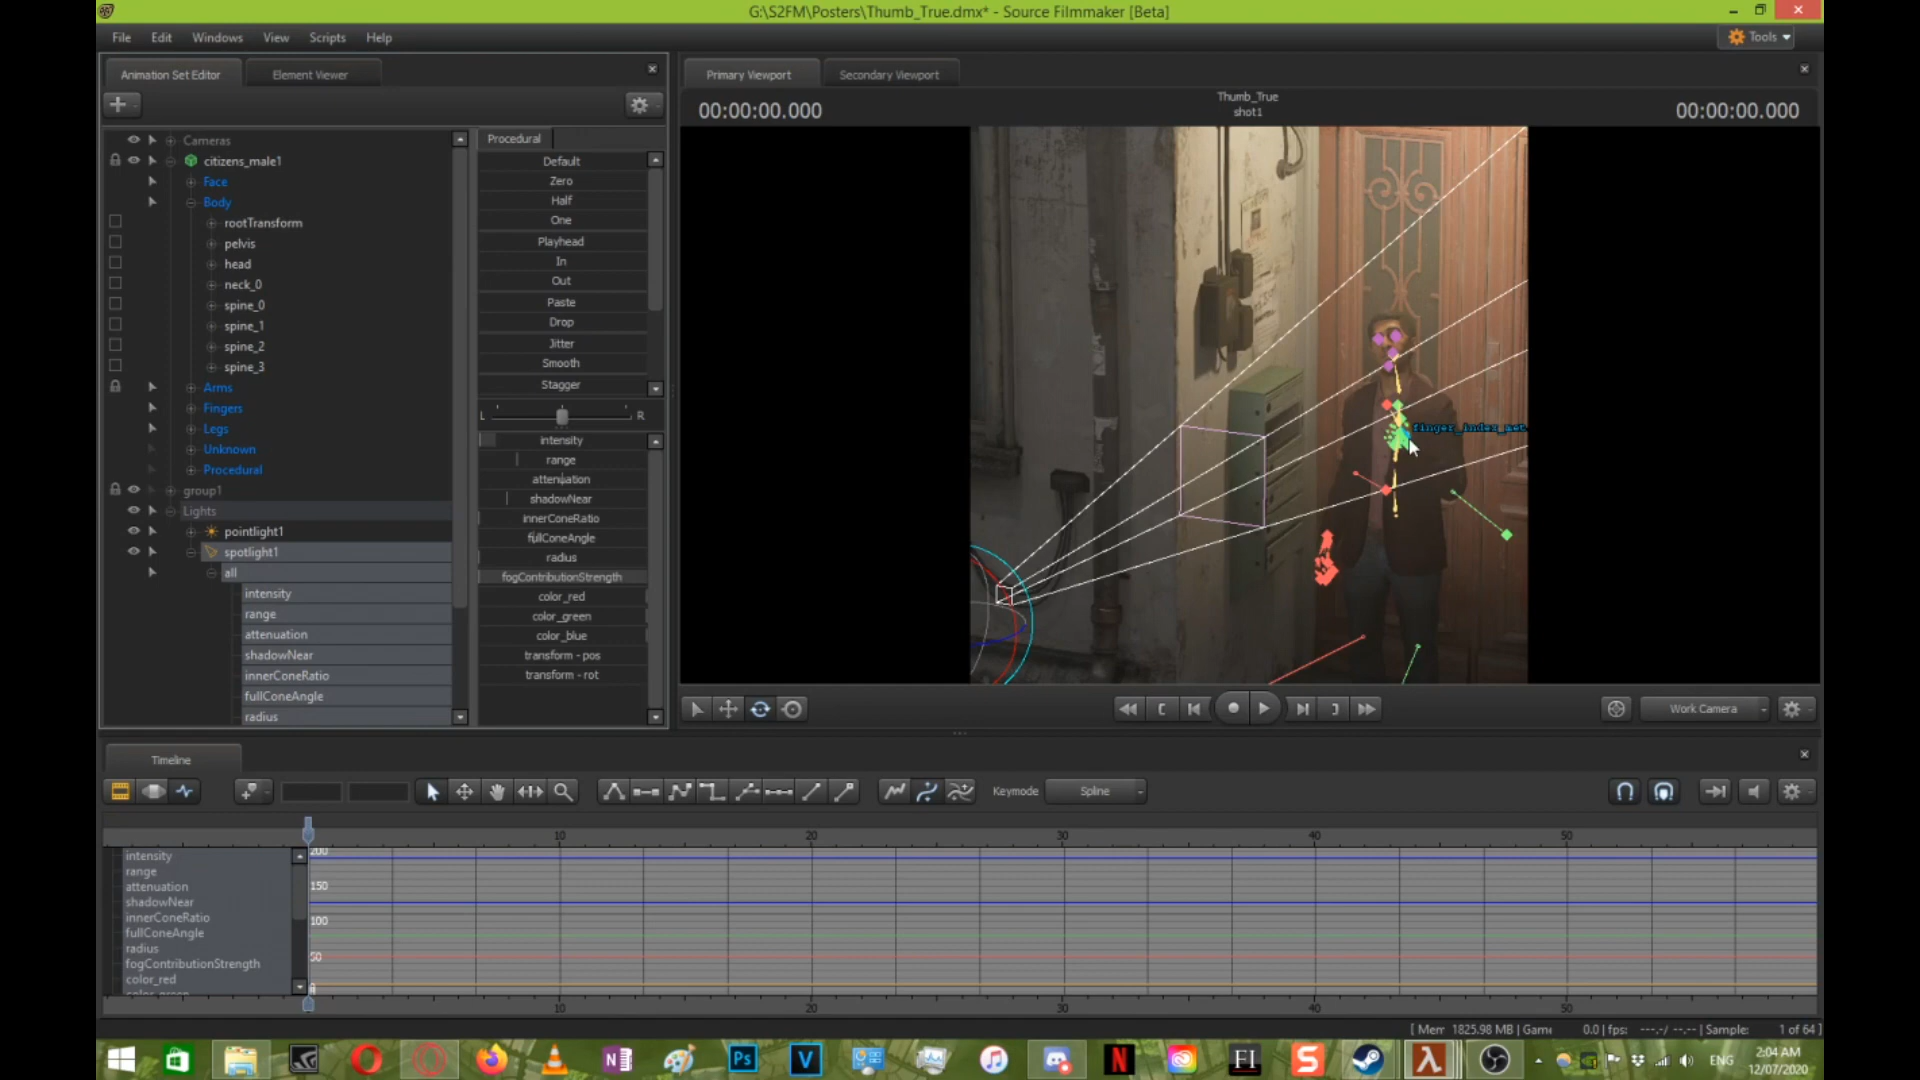 G:\S2FM\Posters\Thumb_True.dmx* - Source Filmmaker [Beta]
File Edit Windows View Scripts Help
Tools
Animation Set Editor Element Viewer
Primary Viewport Secondary Viewport
00:00:00.000
Thumb_True
shot1
00:00:00.000
Cameras
citizens_male1
Face
Body
rootTransform
pelvis
head
neck_0
spine_0
spine_1
spine_2
spine_3
Arms
Fingers
Legs
Unknown
Procedural
group1
Lights
pointlight1
spotlight1
all
intensity
range
attenuation
shadowNear
innerConeRatio
fullConeAngle
radius
Procedural
Default
Zero
Half
One
Playhead
In
Out
Paste
Drop
Jitter
Smooth
Stagger
L R
intensity
range
attenuation
shadowNear
innerConeRatio
fullConeAngle
radius
fogContributionStrength
color_red
color_green
color_blue
transform - pos
transform - rot
finger_index_met
Work Camera
Timeline
Keymode Spline
10 20 30 40 50
intensity
range
attenuation
shadowNear
innerConeRatio
fullConeAngle
radius
fogContributionStrength
color_red
color_green
200
150
100
50
0
10 20 30 40 50
[ Mem 1825.98 MB | Game 0.0 | fps: ---.-/ --.-- | Sample: 1 of 64 ]
N Ps V N FI S
ENG
2:04 AM
12/07/2020